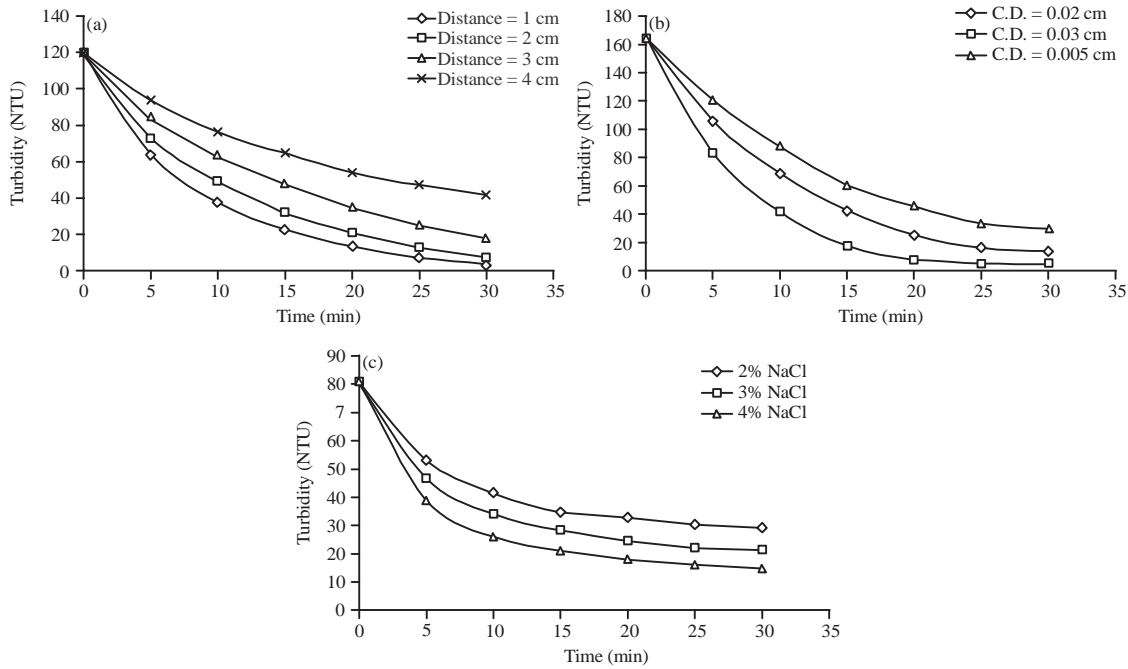 (a)
Distance = 1 cm
Distance = 2 cm
Distance = 3 cm
Distance = 4 cm
140
120
100
80
60
40
20
0
Turbidity (NTU)
0 5 10 15 20 25 30 35
Time (min)
(b)
C.D. = 0.02 cm
C.D. = 0.03 cm
C.D. = 0.005 cm
180
160
140
120
100
80
60
40
20
0
Turbidity (NTU)
0 5 10 15 20 25 30 35
Time (min)
(c)
2% NaCl
3% NaCl
4% NaCl
90
80
7
60
50
40
30
20
10
0
Turbidity (NTU)
0 5 10 15 20 25 30 35
Time (min)